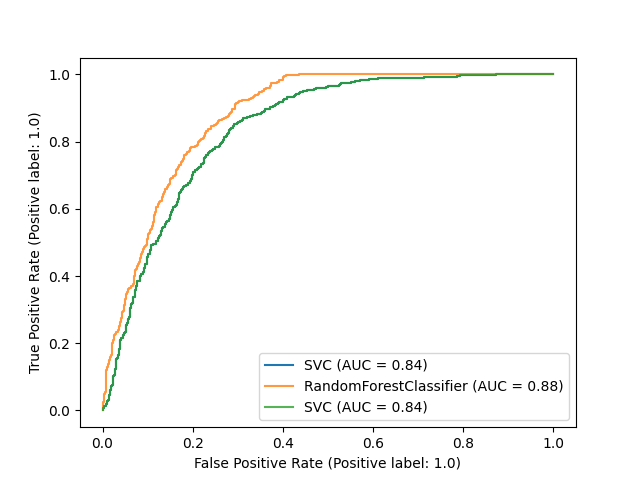 1.0
0.8
0.6
0.4
0.2
0.0
True Positive Rate (Positive label: 1.0)
SVC (AUC = 0.84)
RandomForestClassifier (AUC = 0.88)
SVC (AUC = 0.84)
0.0 0.2 0.4 0.6 0.8 1.0
False Positive Rate (Positive label: 1.0)